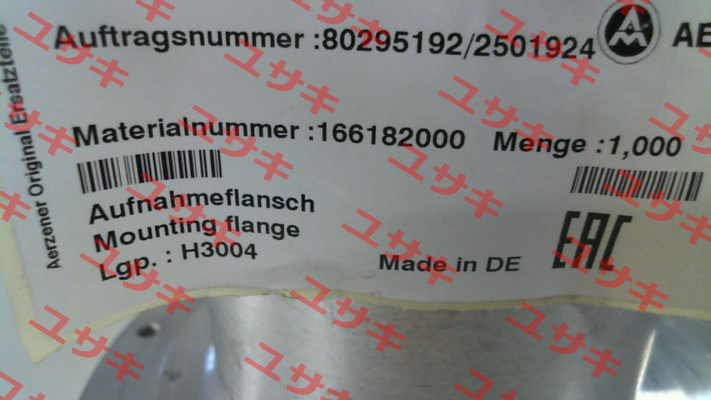 Auftragsnummer :80295192/2501924
AE
Aerzener Original Ersatzteile
Materialnummer :166182000 Menge :1,000
Aufnahmeflansch
Mounting flange
Lgp. : H3004
Made in DE
EAC
ユサキ